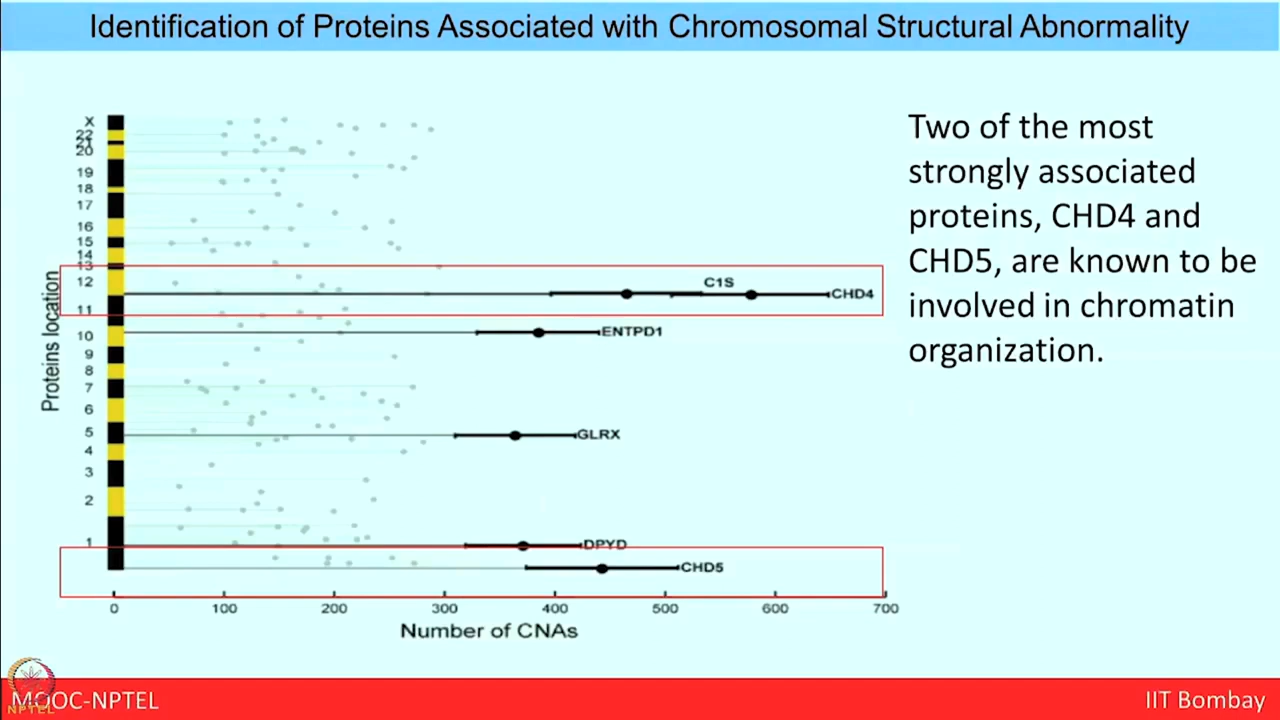 Identification of Proteins Associated with Chromosomal Structural Abnormality
Two of the most
strongly associated
proteins, CHD4 and
CHD5, are known to be
involved in chromatin
organization.
Proteins location
X
22
21
20
19
18
17
16
15
14
13
12
11
10
9
8
7
6
5
4
3
2
1
C1S
CHD4
ENTPD1
GLRX
DPYD
CHD5
0 100 200 300 400 500 600 700
Number of CNAs
MOOC-NPTEL
NPTEL
IIT Bombay